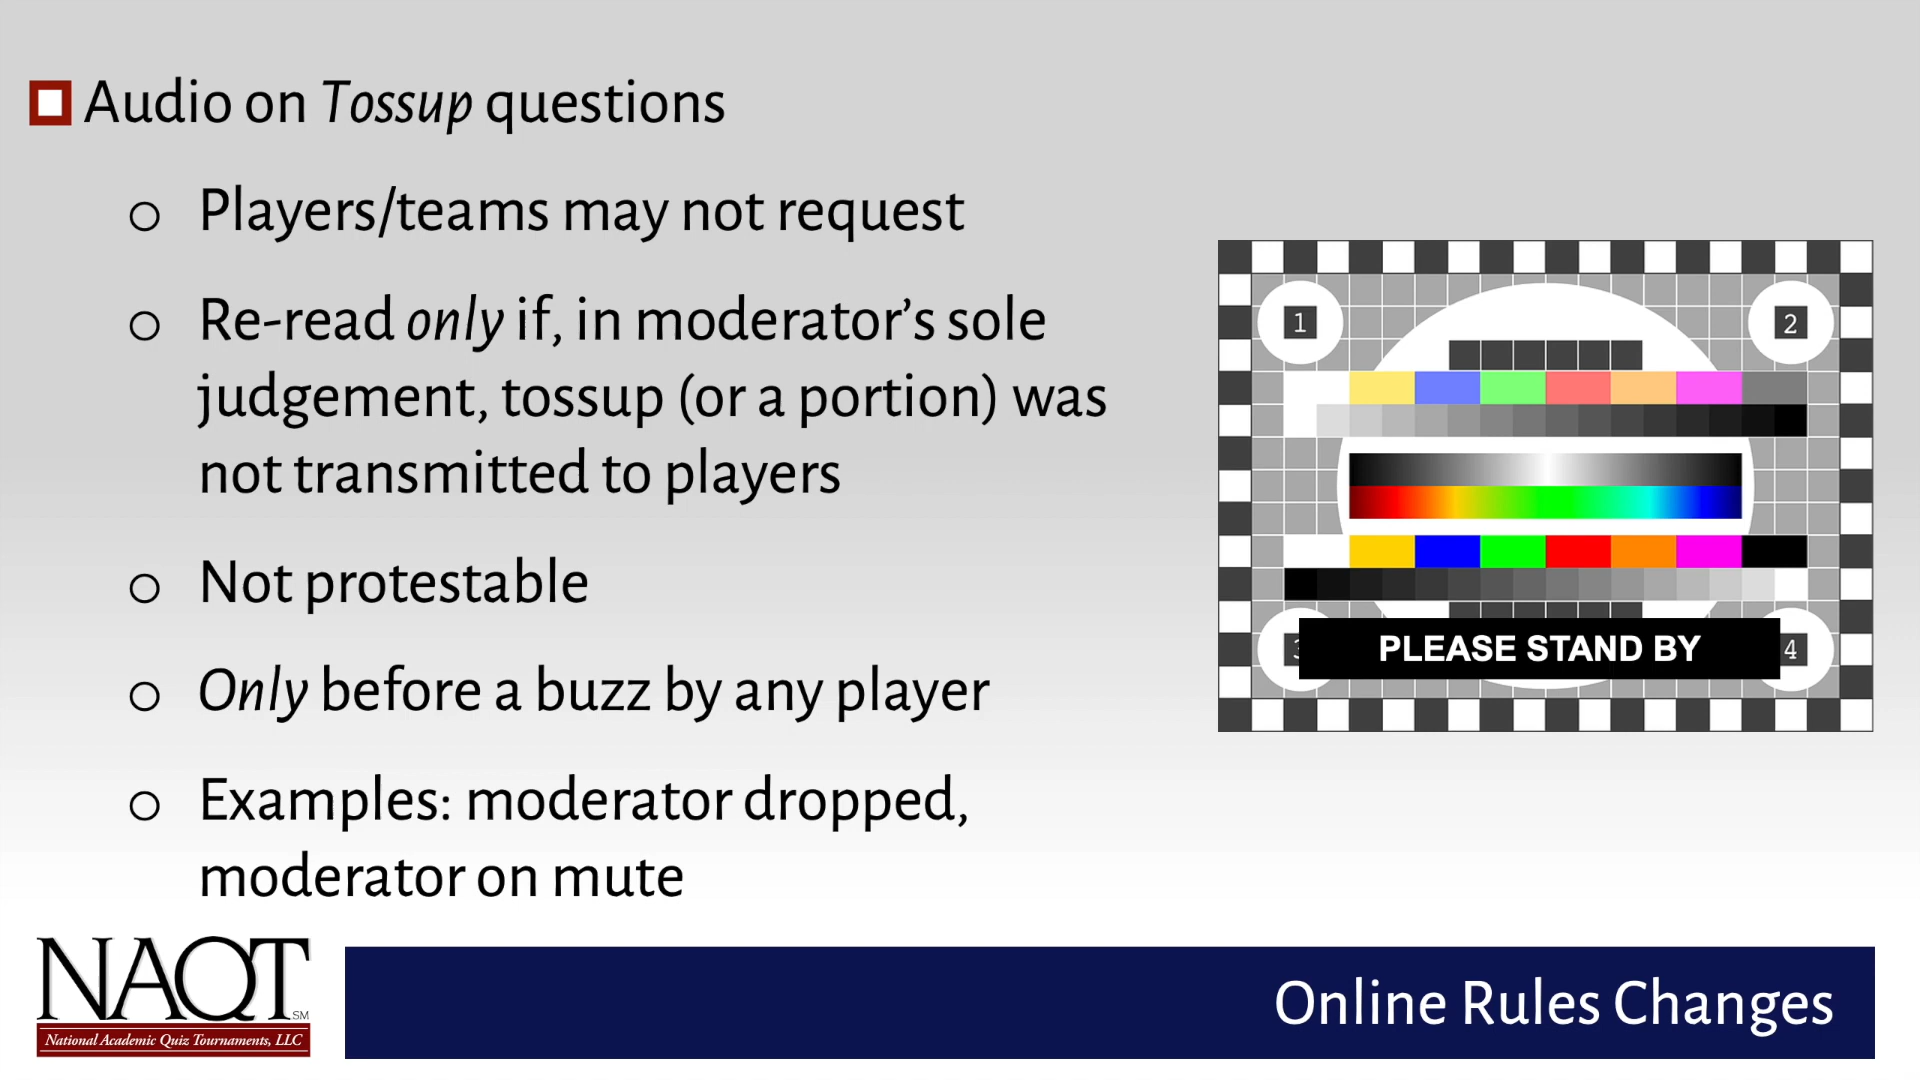 Audio on Tossup questions
o Players/teams may not request
o Re-read only if, in moderator’s sole
judgement, tossup (or a portion) was
not transmitted to players
o Not protestable
o Only before a buzz by any player
o Examples: moderator dropped,
moderator on mute
1
2
3
4
PLEASE STAND BY
NAQT SM
National Academic Quiz Tournaments, LLC
Online Rules Changes